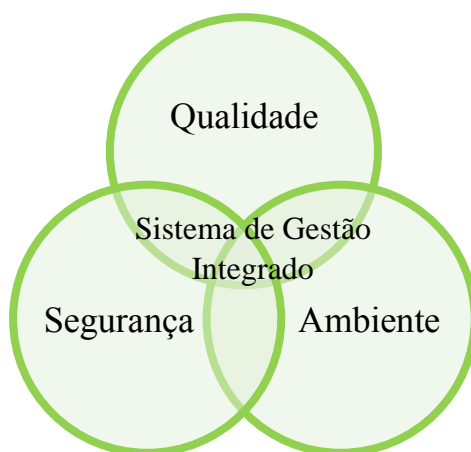 Qualidade
Sistema de Gestão
Integrado
Segurança
Ambiente